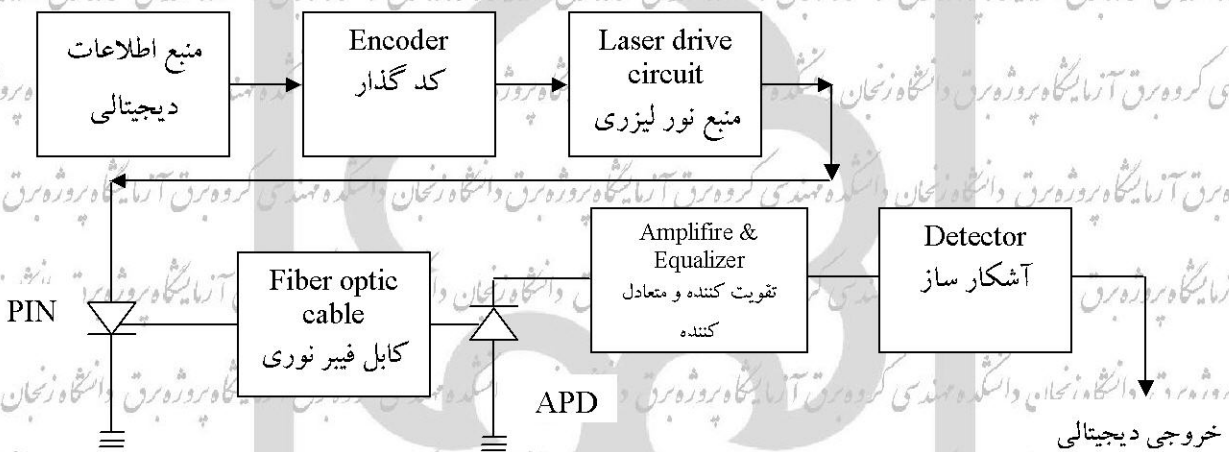 منبع اطلاعات
دیجیتالی
Encoder
کد گذار
Laser drive
circuit
منبع نور لیزری
PIN
Fiber optic
cable
کابل فیبر نوری
APD
Amplifire &
Equalizer
تقویت کننده و متعادل
کننده
Detector
آشکار ساز
خروجی دیجیتالی